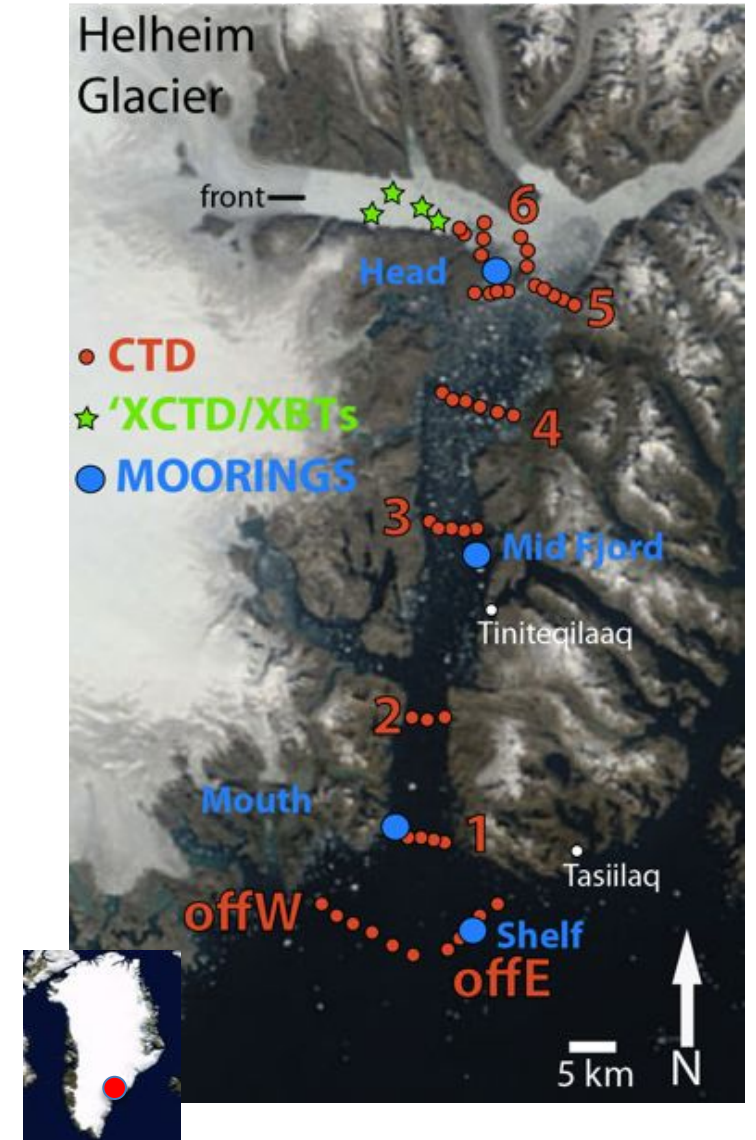 Helheim
Glacier
front
6
Head
5
CTD
'XCTD/XBTs
4
MOORINGS
3
Mid Fjord
Tiniteqilaaq
2
Mouth
1
Tasiilaq
offW
Shelf
offE
5 km
N